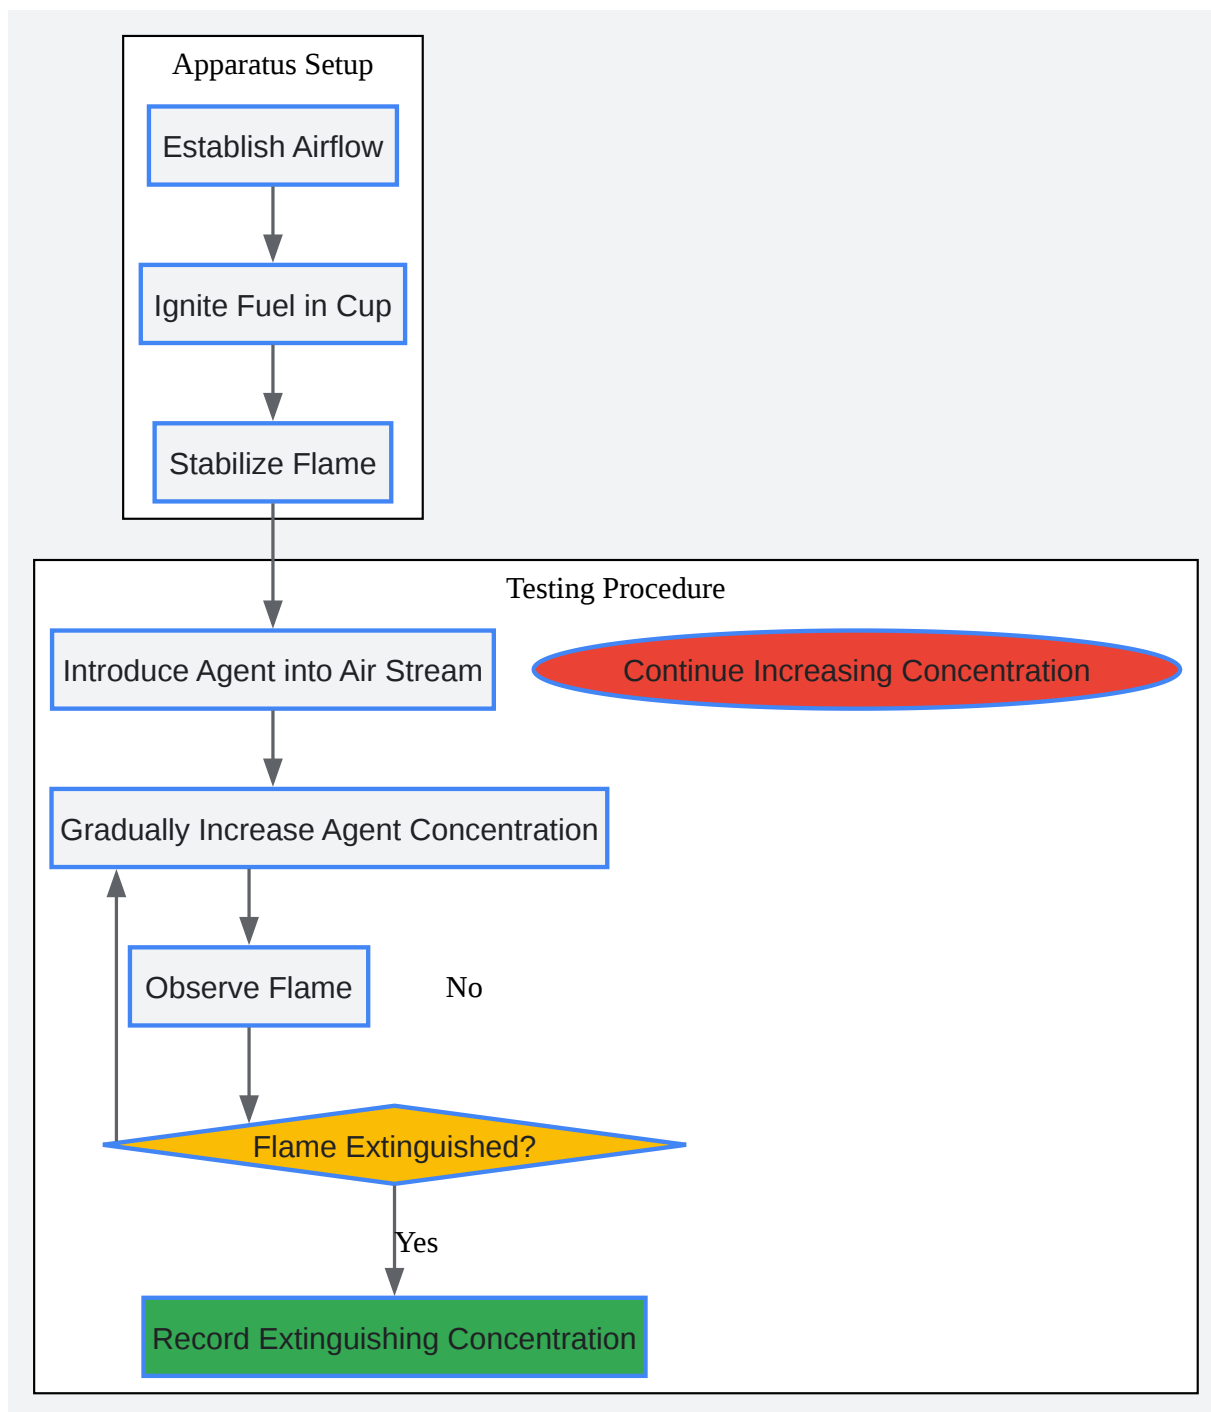 Apparatus Setup
Establish Airflow
Ignite Fuel in Cup
Stabilize Flame
Testing Procedure
Introduce Agent into Air Stream
Continue Increasing Concentration
Gradually Increase Agent Concentration
Observe Flame
No
Flame Extinguished?
Yes
Record Extinguishing Concentration